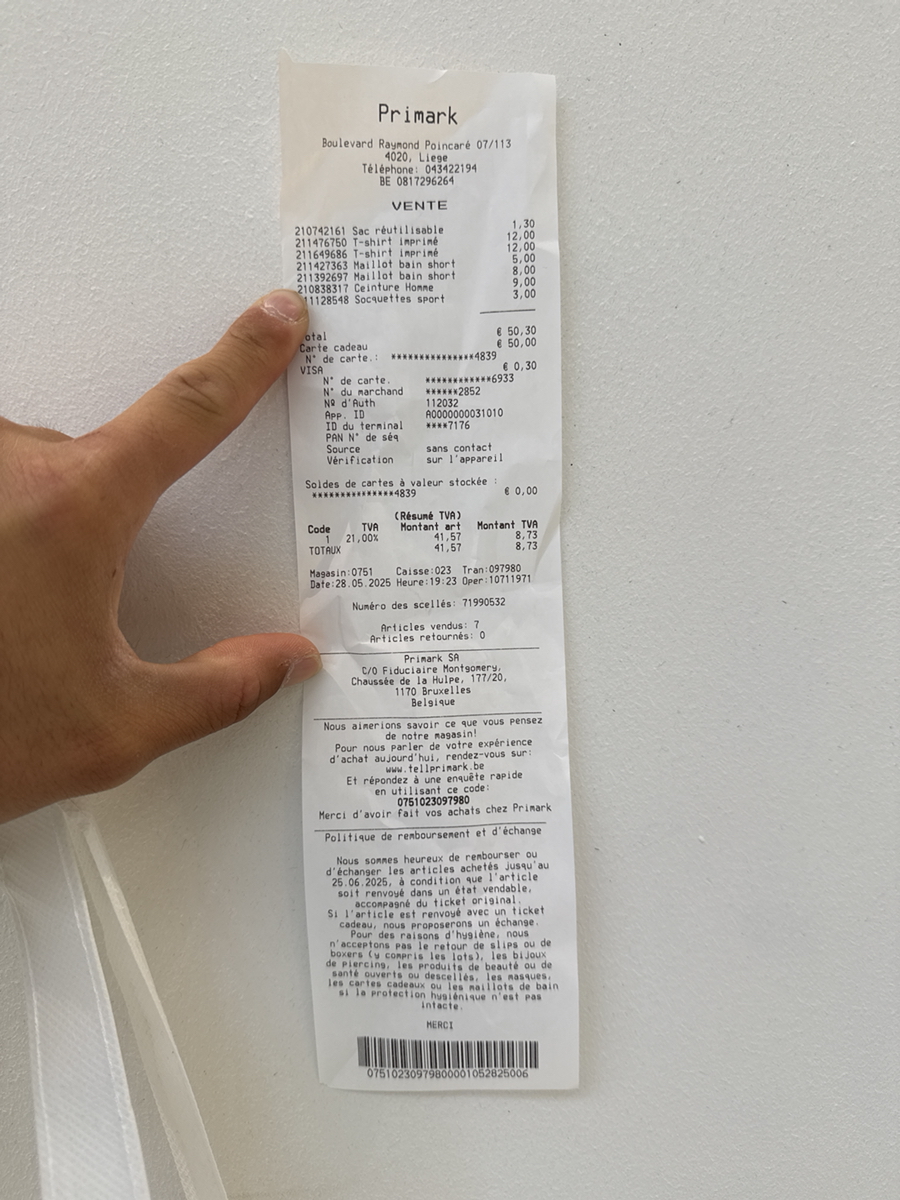 Primark
Boulevard Raymond Poincaré 07/113
4020, Liege
Téléphone: 043422194
BE 0817296264
VENTE
210742161 Sac réutilisable 1,30
211476750 T-shirt imprimé 12,00
211649686 T-shirt imprimé 12,00
211427363 Maillot bain short 5,00
211392697 Maillot bain short 8,00
210838317 Ceinture Homme 9,00
11128548 Socquettes sport 3,00
otal € 50,30
Carte cadeau € 50,00
N° de carte.: ***************4839
VISA € 0,30
N° de carte. ************6933
N° du marchand ******2852
Nº d'Auth 112032
App. ID A0000000031010
ID du terminal ****7176
PAN N° de séq
Source sans contact
Vérification sur l'appareil
Soldes de cartes à valeur stockée :
***************4839 € 0,00
(Résumé TVA)
Code TVA Montant art Montant TVA
1 21,00% 41,57 8,73
TOTAUX 41,57 8,73
Magasin:0751 Caisse:023 Tran:097980
Date:28.05.2025 Heure:19:23 Oper:10711971
Numéro des scellés: 71990532
Articles vendus: 7
Articles retournés: 0
Primark SA
C/O Fiduciaire Montgomery,
Chaussée de la Hulpe, 177/20,
1170 Bruxelles
Belgique
Nous aimerions savoir ce que vous pensez
de notre magasin!
Pour nous parler de votre expérience
d'achat aujourd'hui, rendez-vous sur:
www.tellprimark.be
Et répondez à une enquête rapide
en utilisant ce code:
0751023097980
Merci d'avoir fait vos achats chez Primark
Politique de remboursement et d'échange
Nous sommes heureux de rembourser ou
d'échanger les articles achetés jusqu'au
25.06.2025, à condition que l'article
soit renvoyé dans un état vendable,
accompagné du ticket original.
Si l'article est renvoyé avec un ticket
cadeau, nous proposerons un échange.
Pour des raisons d'hygiène, nous
n'acceptons pas le retour de slips ou de
boxers (y compris les lots), les bijoux
de piercing, les produits de beauté ou de
santé ouverts ou descellés, les masques,
les cartes cadeaux ou les maillots de bain
si la protection hygiénique n'est pas
intacte.
MERCI
07510230979800001052825006